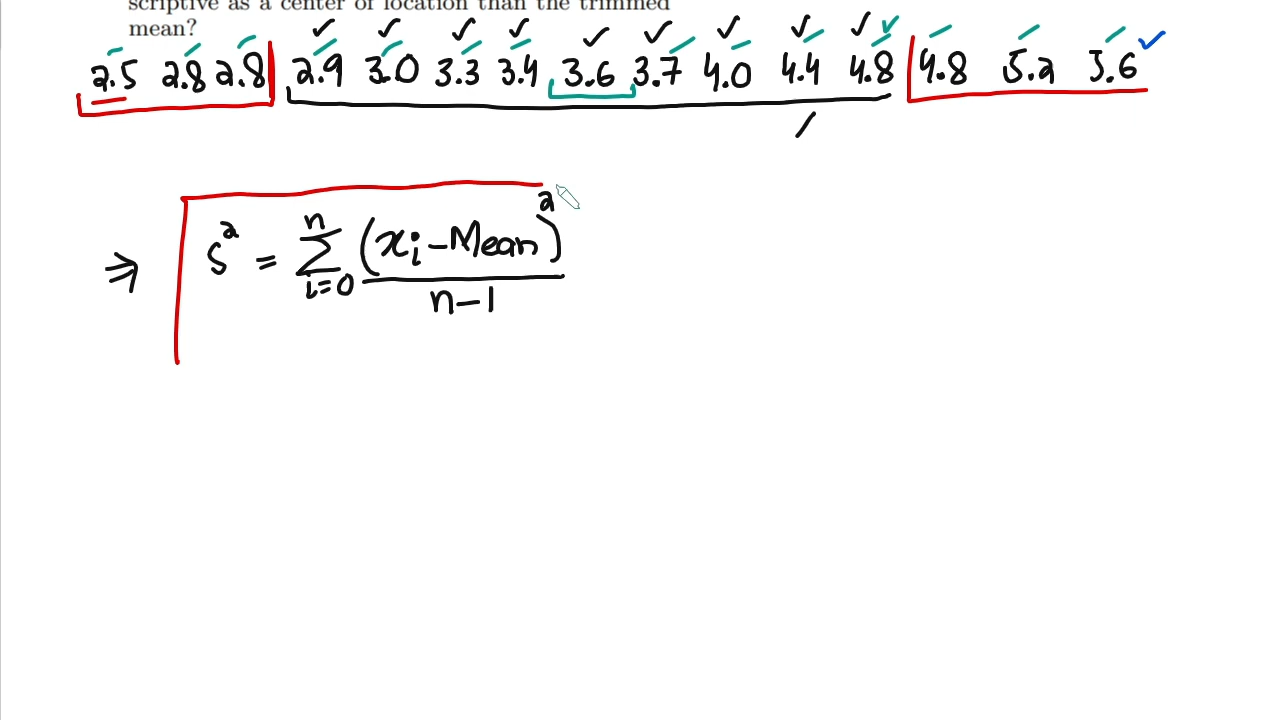 scriptive as a center of location than the trimmed
mean?
2.5 2.8 2.8 2.9 3.0 3.3 3.4 3.6 3.7 4.0 4.4 4.8 4.8 5.2 5.6
⇒ s² = n Σ i=0 (xi - Mean)² / n-1